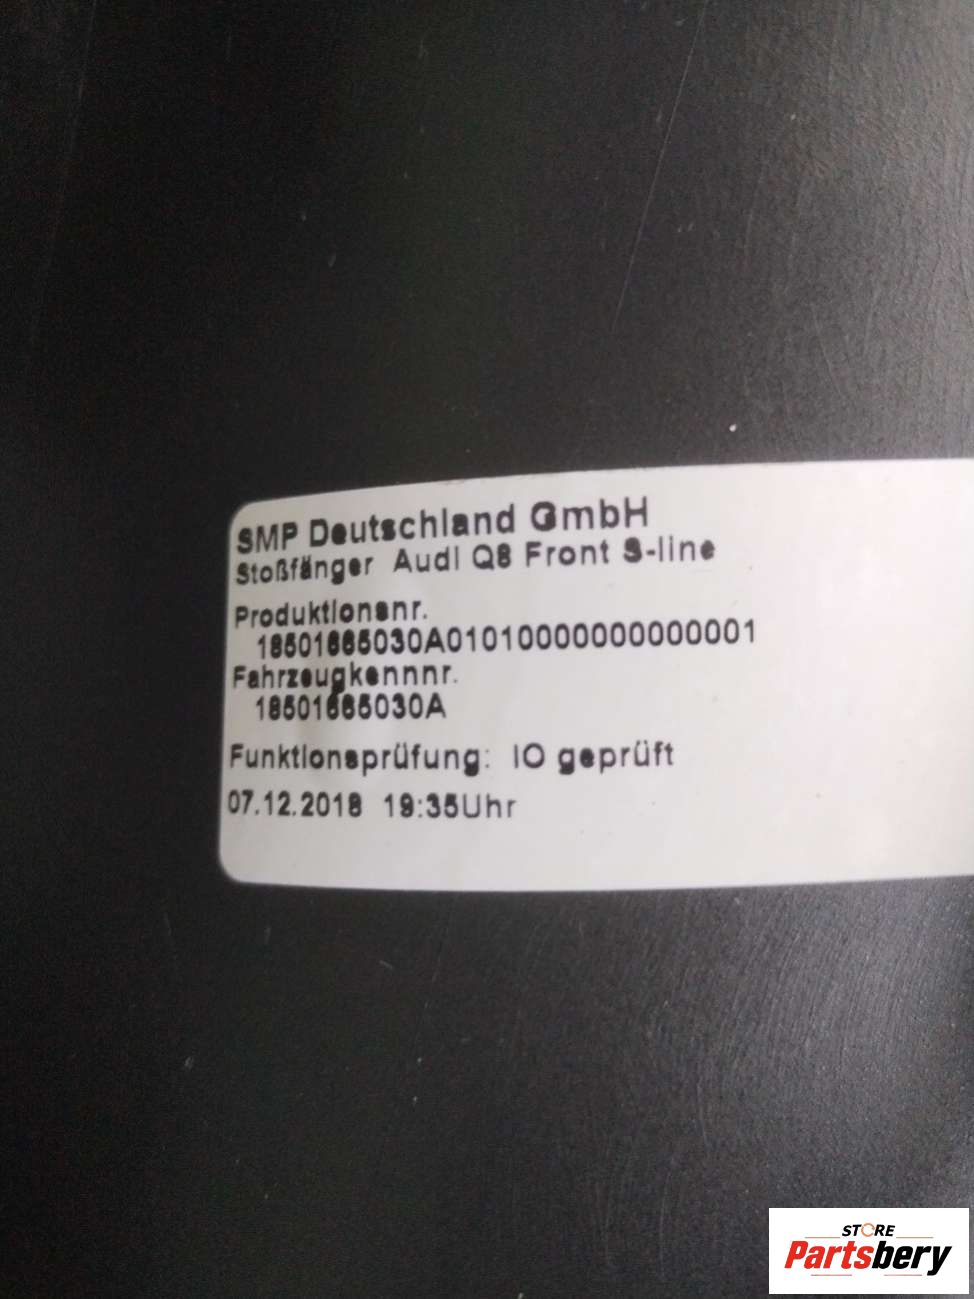 SMP Deutschland GmbH
Stoßfänger Audi Q8 Front S-line
Produktionsnr.
18501665030A01010000000000001
Fahrzeugkennnr.
18501665030A
Funktionsprüfung: IO geprüft
07.12.2018 19:35Uhr
STORE
Partsbery